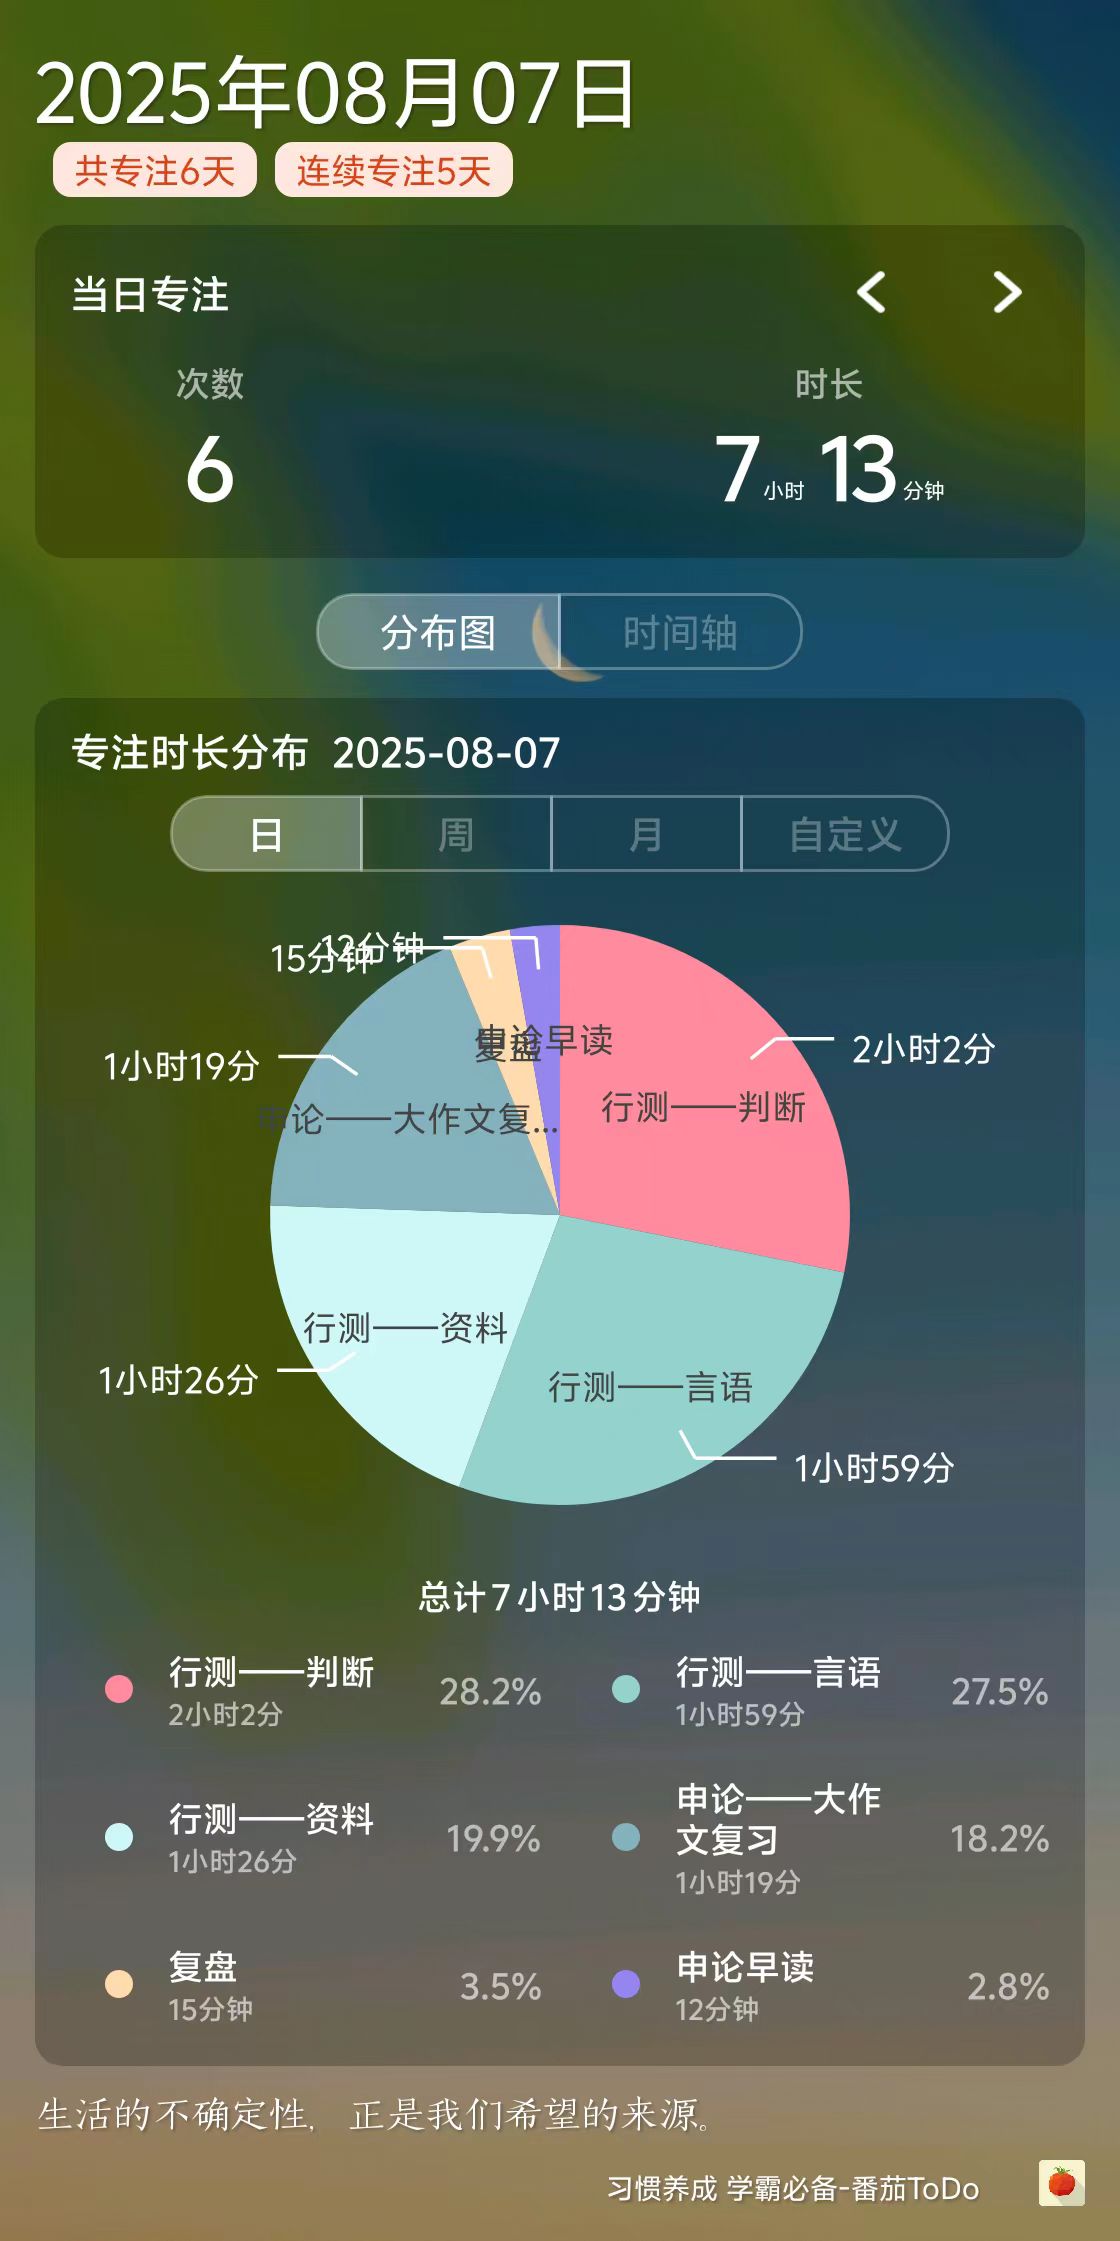 2025年08月07日
共专注6天
连续专注5天
当日专注
次数
时长
6
7小时 13分钟
分布图
时间轴
专注时长分布 2025-08-07
日
周
月
自定义
12分钟
15分钟
申论早读
复盘
2小时2分
1小时19分
行测——判断
申论——大作文复...
行测——资料
1小时26分
行测——言语
1小时59分
总计7小时13分钟
行测——判断
2小时2分
28.2%
行测——言语
1小时59分
27.5%
行测——资料
1小时26分
19.9%
申论——大作
文复习
1小时19分
18.2%
复盘
15分钟
3.5%
申论早读
12分钟
2.8%
生活的不确定性, 正是我们希望的来源。
习惯养成 学霸必备-番茄ToDo